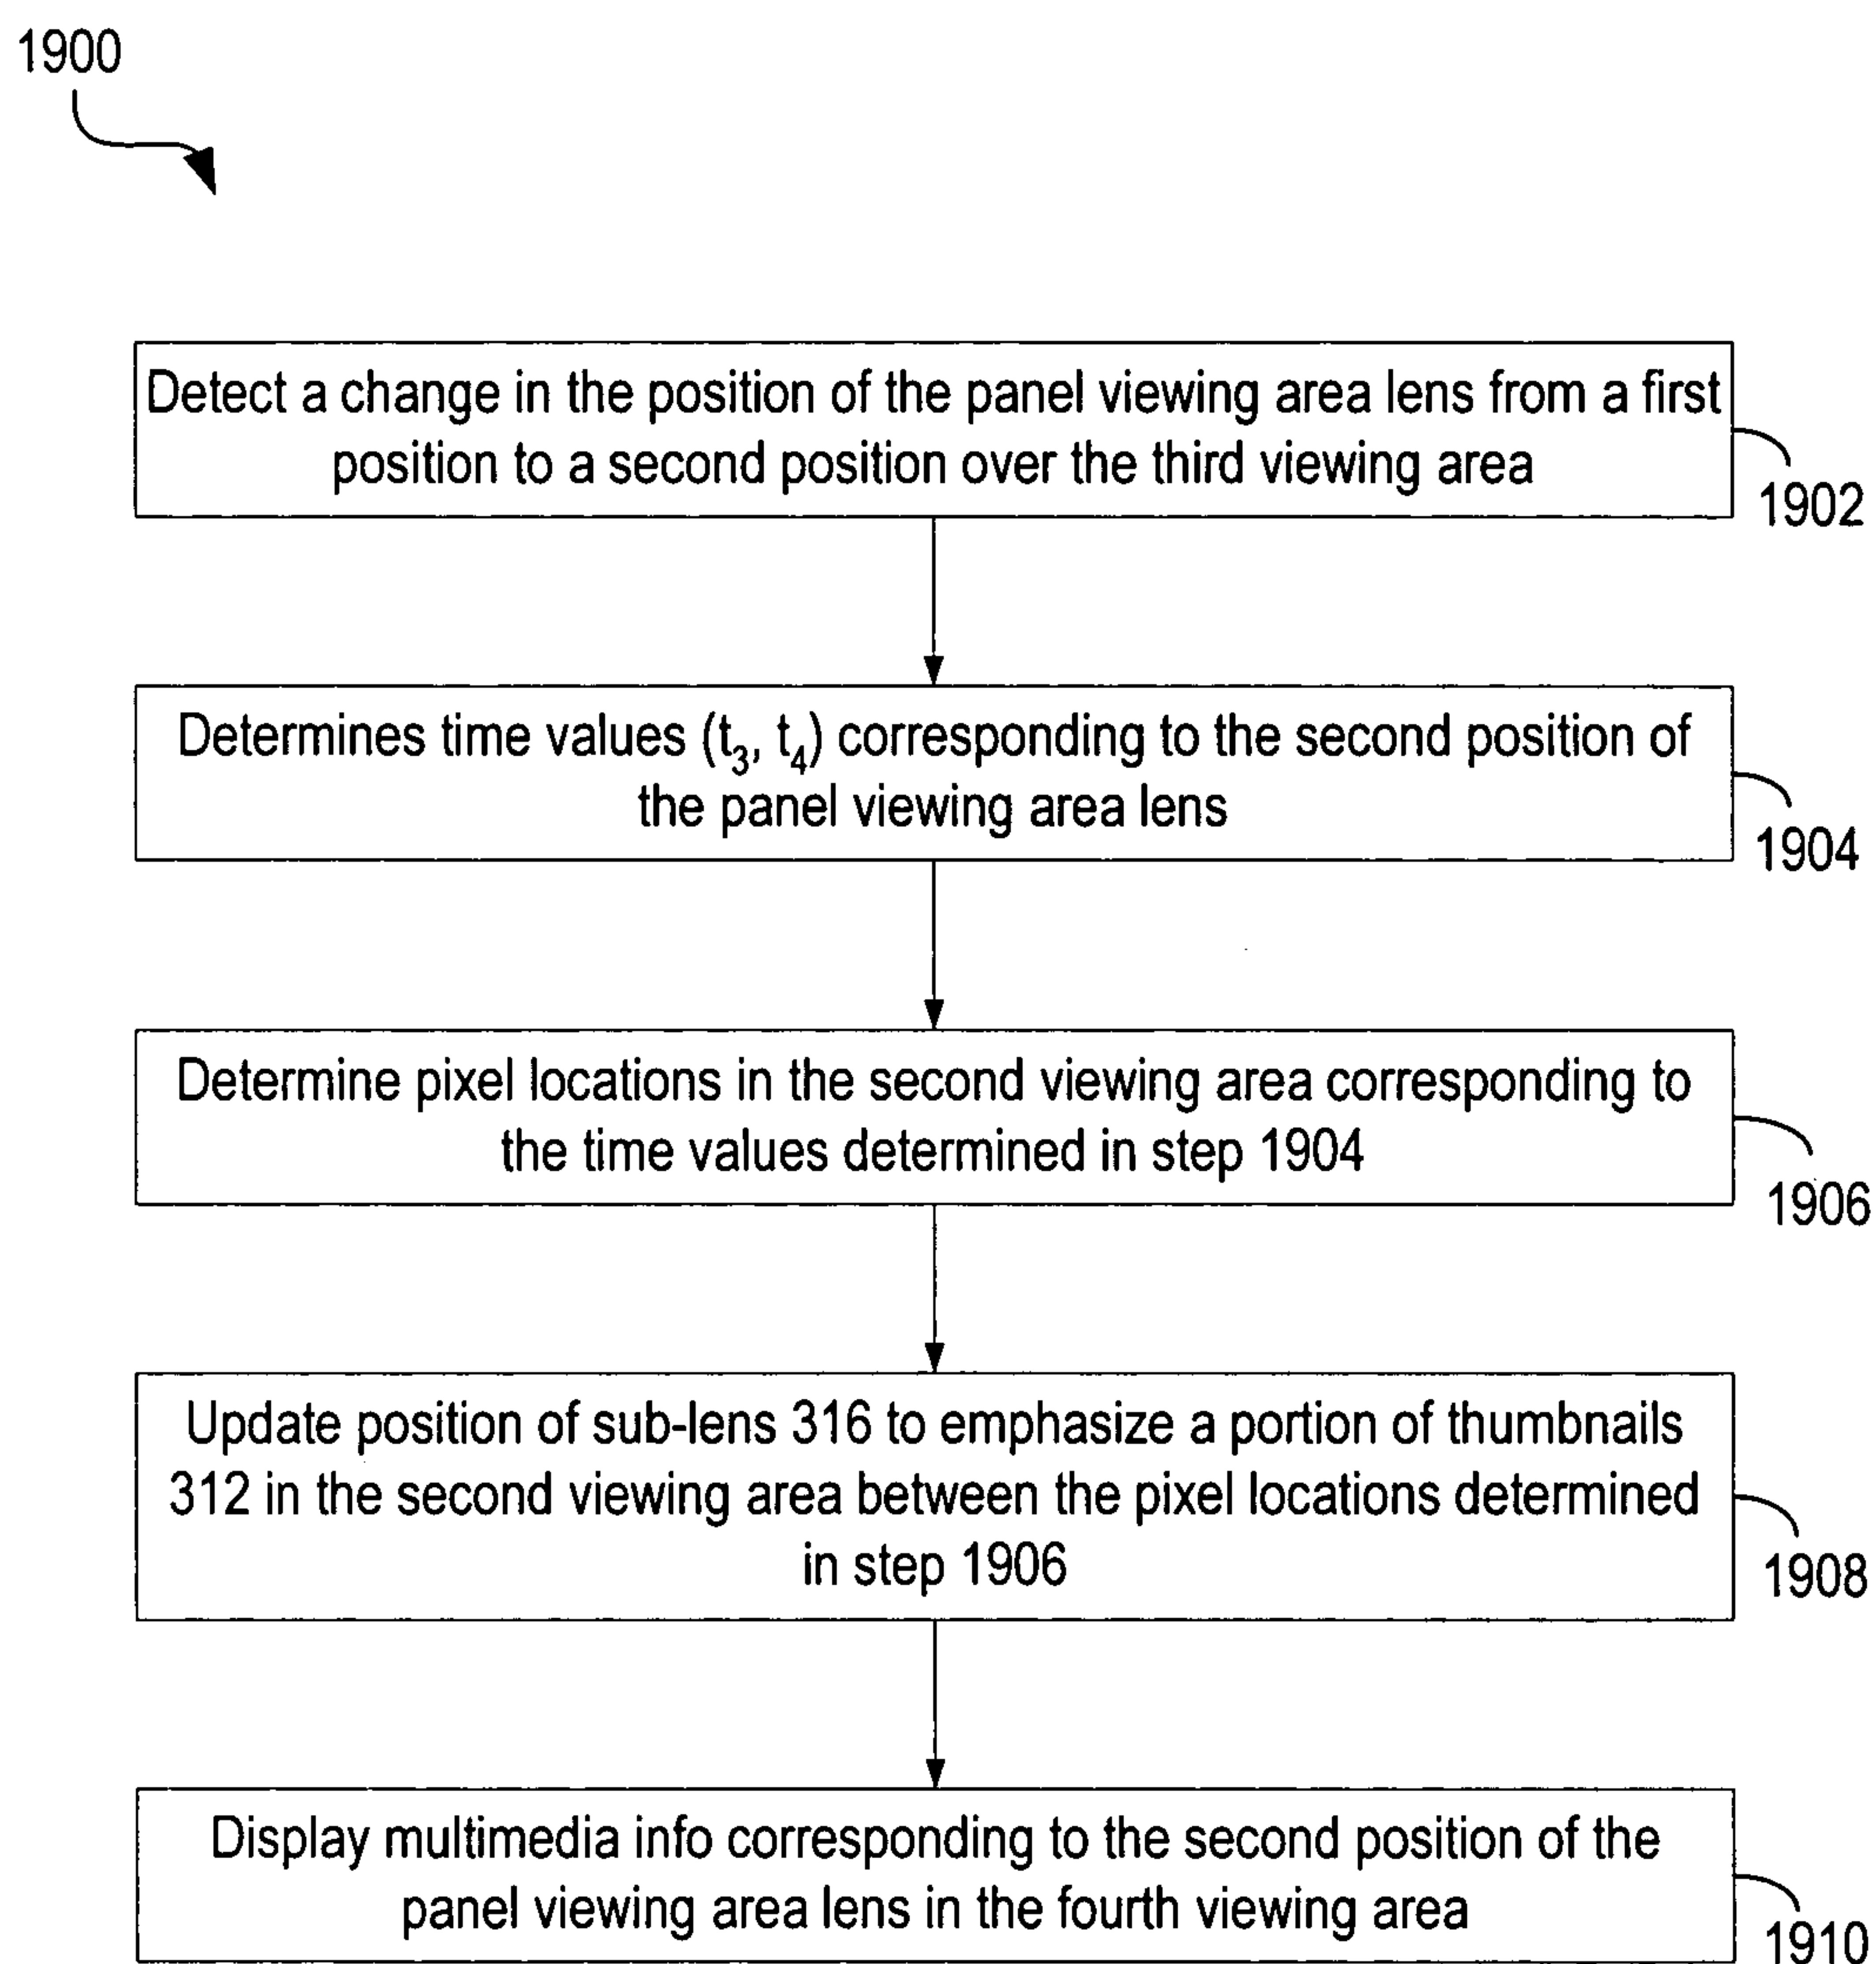 1900
Detect a change in the position of the panel viewing area lens from a first
position to a second position over the third viewing area
1902
Determines time values (t3, t4) corresponding to the second position of
the panel viewing area lens
1904
Determine pixel locations in the second viewing area corresponding to
the time values determined in step 1904
1906
Update position of sub-lens 316 to emphasize a portion of thumbnails
312 in the second viewing area between the pixel locations determined
in step 1906
1908
Display multimedia info corresponding to the second position of the
panel viewing area lens in the fourth viewing area
1910